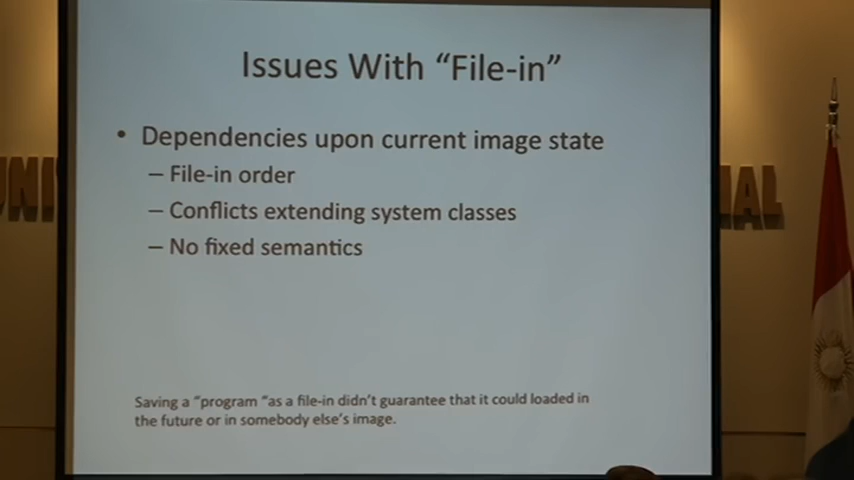 Issues With “File-in”
• Dependencies upon current image state
– File-in order
– Conflicts extending system classes
– No fixed semantics
Saving a “program “as a file-in didn’t guarantee that it could loaded in
the future or in somebody else’s image.
UNI
NAL